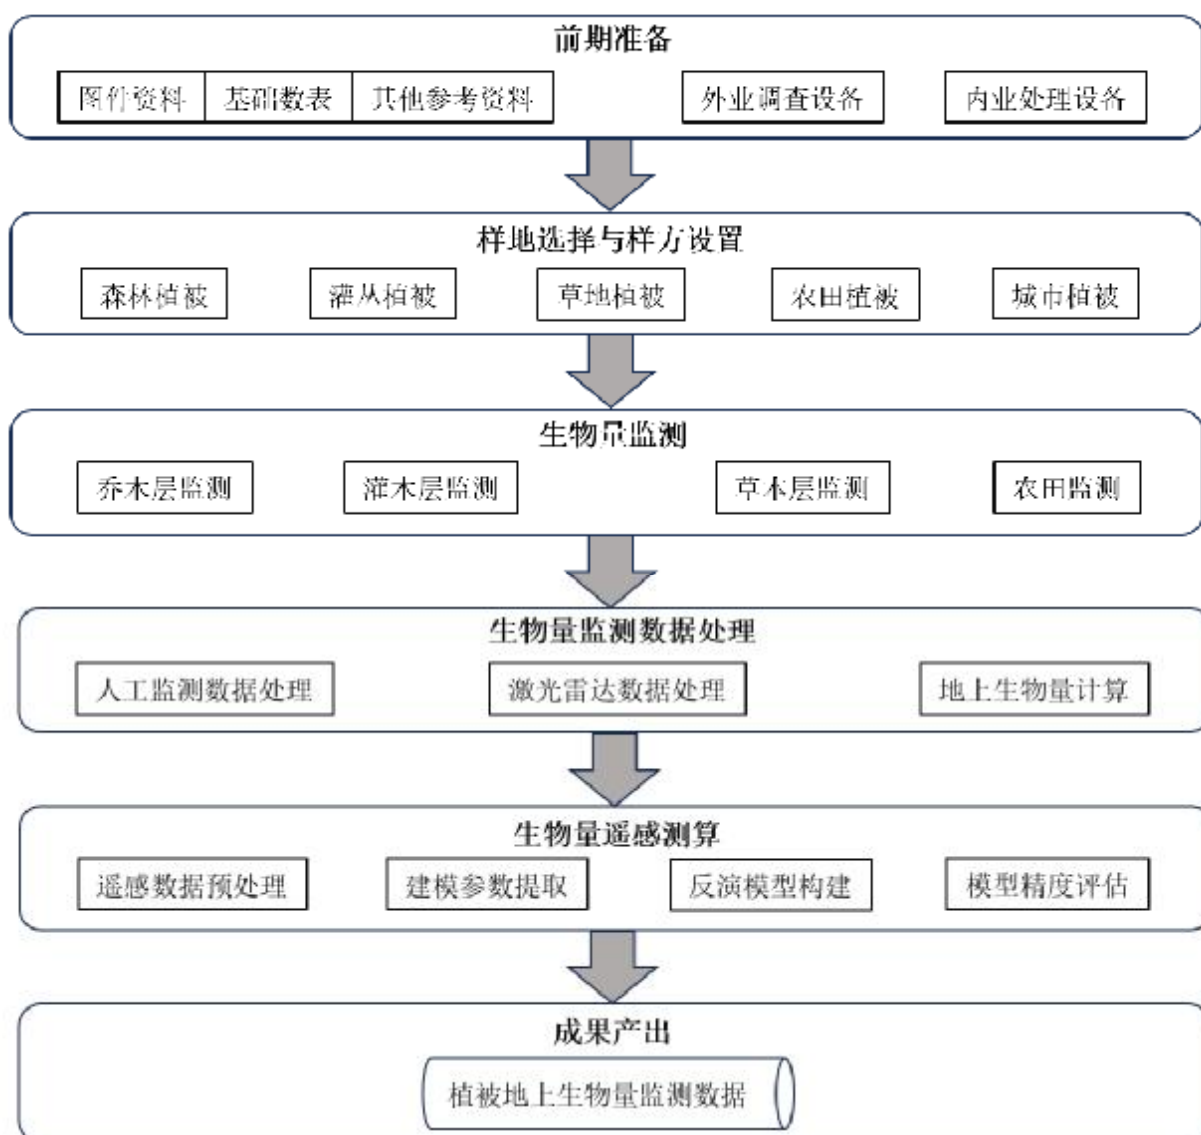 前期准备
图件资料 基础数表 其他参考资料 外业调查设备 内业处理设备
样地选择与样方设置
森林植被 灌丛植被 草地植被 农田植被 城市植被
生物量监测
乔木层监测 灌木层监测 草本层监测 农田监测
生物量监测数据处理
人工监测数据处理 激光雷达数据处理 地上生物量计算
生物量遥感测算
遥感数据预处理 建模参数提取 反演模型构建 模型精度评估
成果产出
植被地上生物量监测数据